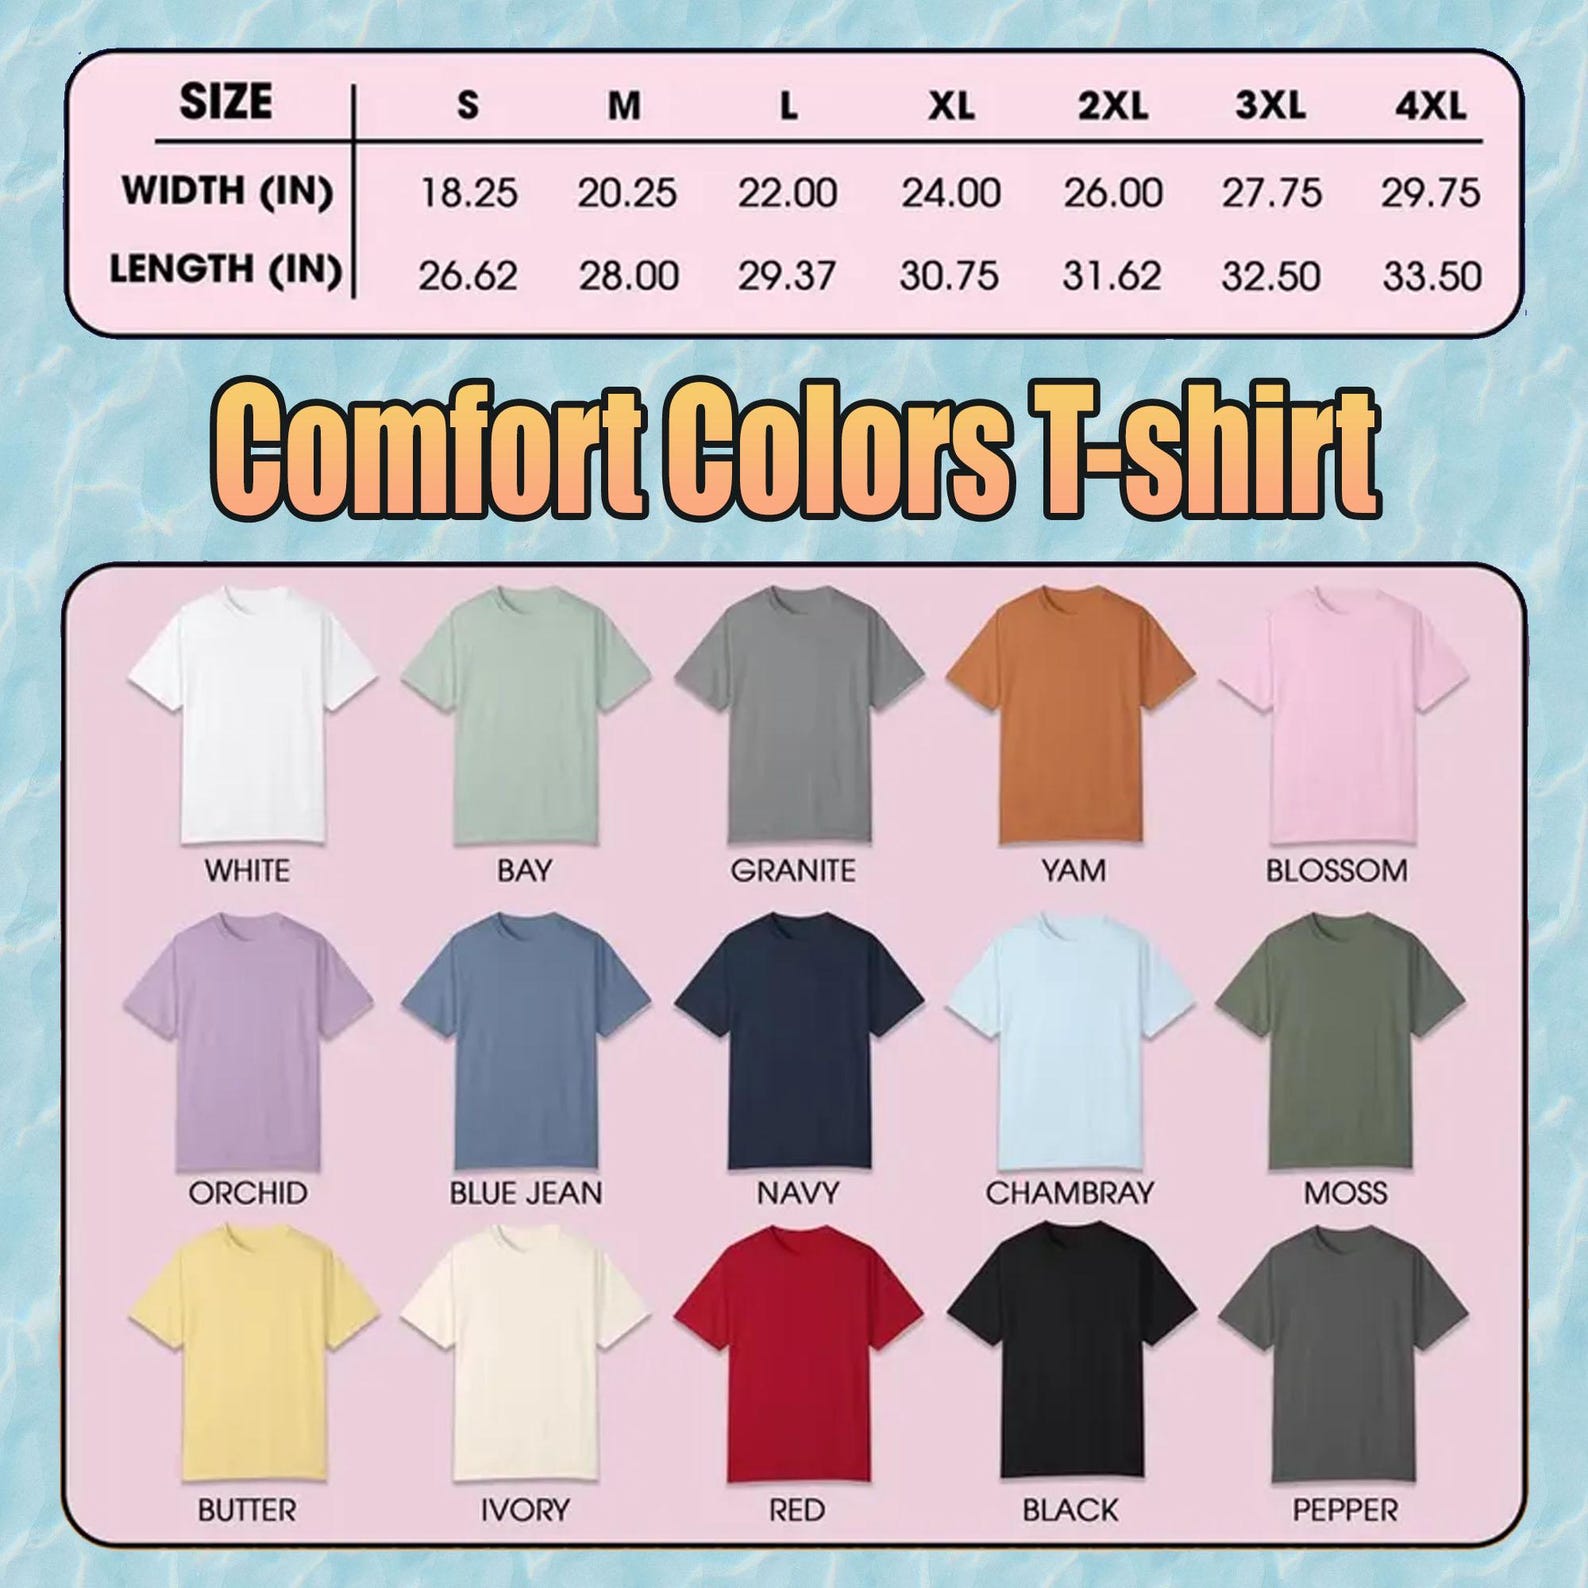 SIZE S M L XL 2XL 3XL 4XL
WIDTH (IN) 18.25 20.25 22.00 24.00 26.00 27.75 29.75
LENGTH (IN) 26.62 28.00 29.37 30.75 31.62 32.50 33.50
Comfort Colors T-shirt
WHITE BAY GRANITE YAM BLOSSOM
ORCHID BLUE JEAN NAVY CHAMBRAY MOSS
BUTTER IVORY RED BLACK PEPPER